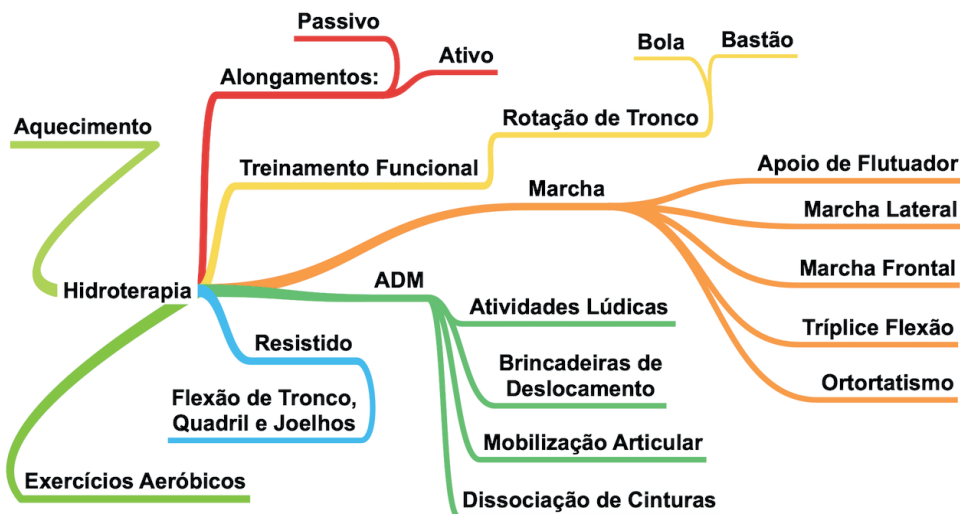 Passivo
Alongamentos:
Ativo
Bola
Bastão
Rotação de Tronco
Aquecimento
Treinamento Funcional
Marcha
Apoio de Flutuador
Marcha Lateral
Marcha Frontal
Tríplice Flexão
Ortortatismo
Hidroterapia
ADM
Atividades Lúdicas
Brincadeiras de
Deslocamento
Mobilização Articular
Dissociação de Cinturas
Resistido
Flexão de Tronco,
Quadril e Joelhos
Exercícios Aeróbicos